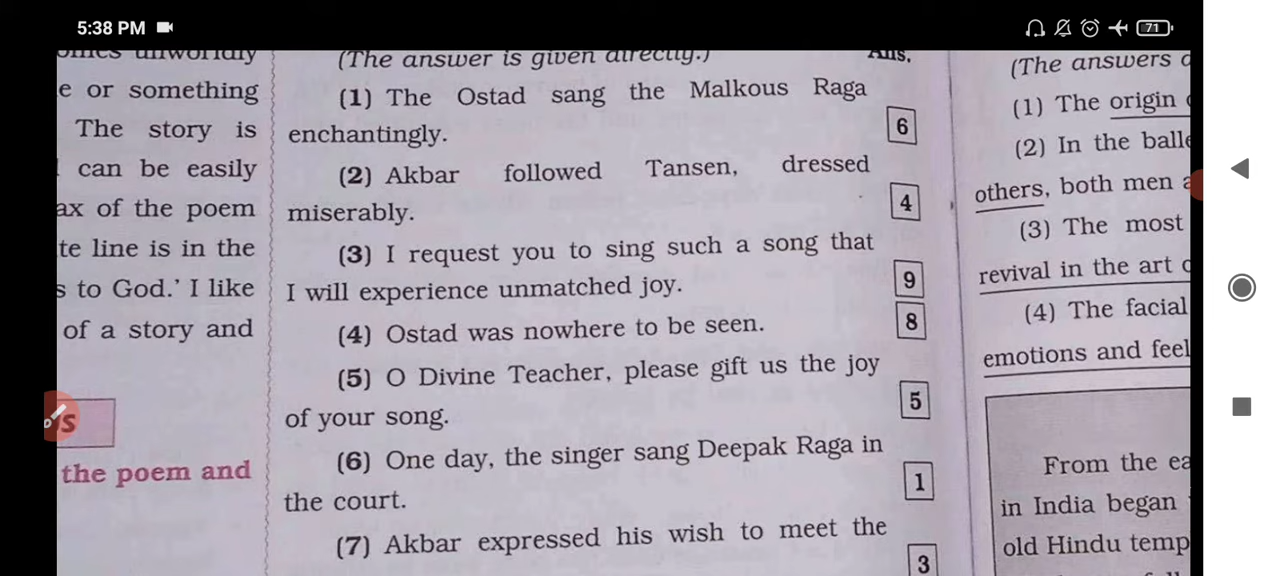 5:38 PM
71
omes unworldly
e or something
The story is
can be easily
ax of the poem
te line is in the
s to God.' I like
of a story and
s
the poem and
(The answer is given directly.) Ans.
(1) The Ostad sang the Malkous Raga
enchantingly. 6
(2) Akbar followed Tansen, dressed
miserably. 4
(3) I request you to sing such a song that
I will experience unmatched joy. 9
(4) Ostad was nowhere to be seen. 8
(5) O Divine Teacher, please gift us the joy
of your song. 5
(6) One day, the singer sang Deepak Raga in
the court. 1
(7) Akbar expressed his wish to meet the
3
(The answers
(1) The origin
(2) In the balle
others, both men a
(3) The most
revival in the art
(4) The facial
emotions and feel
From the ea
in India began
old Hindu temp